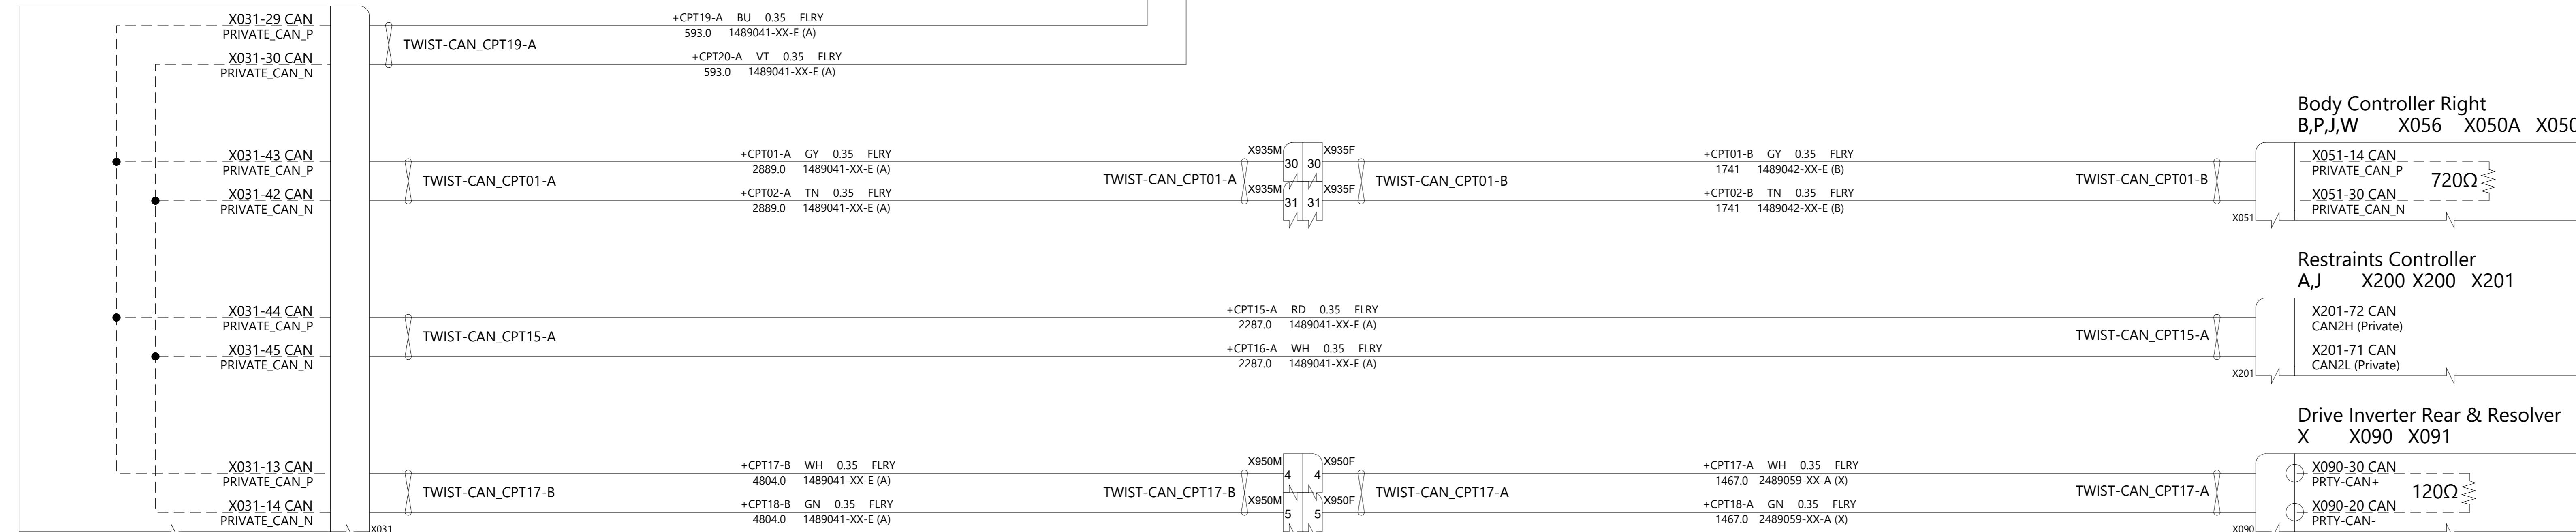 X031-29 CAN
PRIVATE_CAN_P
X031-30 CAN
PRIVATE_CAN_N
TWIST-CAN_CPT19-A
+CPT19-A BU 0.35 FLRY
593.0 1489041-XX-E (A)
+CPT20-A VT 0.35 FLRY
593.0 1489041-XX-E (A)
X031-43 CAN
PRIVATE_CAN_P
X031-42 CAN
PRIVATE_CAN_N
TWIST-CAN_CPT01-A
+CPT01-A GY 0.35 FLRY
2889.0 1489041-XX-E (A)
+CPT02-A TN 0.35 FLRY
2889.0 1489041-XX-E (A)
TWIST-CAN_CPT01-A
X935M 30 30 X935F
X935M 31 31 X935F
TWIST-CAN_CPT01-B
+CPT01-B GY 0.35 FLRY
1741 1489042-XX-E (B)
+CPT02-B TN 0.35 FLRY
1741 1489042-XX-E (B)
TWIST-CAN_CPT01-B
Body Controller Right
B,P,J,W X056 X050A X050
X051-14 CAN
PRIVATE_CAN_P
720Ω
X051-30 CAN
PRIVATE_CAN_N
X051
X031-44 CAN
PRIVATE_CAN_P
X031-45 CAN
PRIVATE_CAN_N
TWIST-CAN_CPT15-A
+CPT15-A RD 0.35 FLRY
2287.0 1489041-XX-E (A)
+CPT16-A WH 0.35 FLRY
2287.0 1489041-XX-E (A)
TWIST-CAN_CPT15-A
Restraints Controller
A,J X200 X200 X201
X201-72 CAN
CAN2H (Private)
X201-71 CAN
CAN2L (Private)
X201
X031-13 CAN
PRIVATE_CAN_P
X031-14 CAN
PRIVATE_CAN_N
X031
TWIST-CAN_CPT17-B
+CPT17-B WH 0.35 FLRY
4804.0 1489041-XX-E (A)
+CPT18-B GN 0.35 FLRY
4804.0 1489041-XX-E (A)
TWIST-CAN_CPT17-B
X950M 4 4 X950F
X950M 5 5 X950F
TWIST-CAN_CPT17-A
+CPT17-A WH 0.35 FLRY
1467.0 2489059-XX-A (X)
+CPT18-A GN 0.35 FLRY
1467.0 2489059-XX-A (X)
TWIST-CAN_CPT17-A
Drive Inverter Rear & Resolver
X X090 X091
X090-30 CAN
PRTY-CAN+
120Ω
X090-20 CAN
PRTY-CAN-
X090